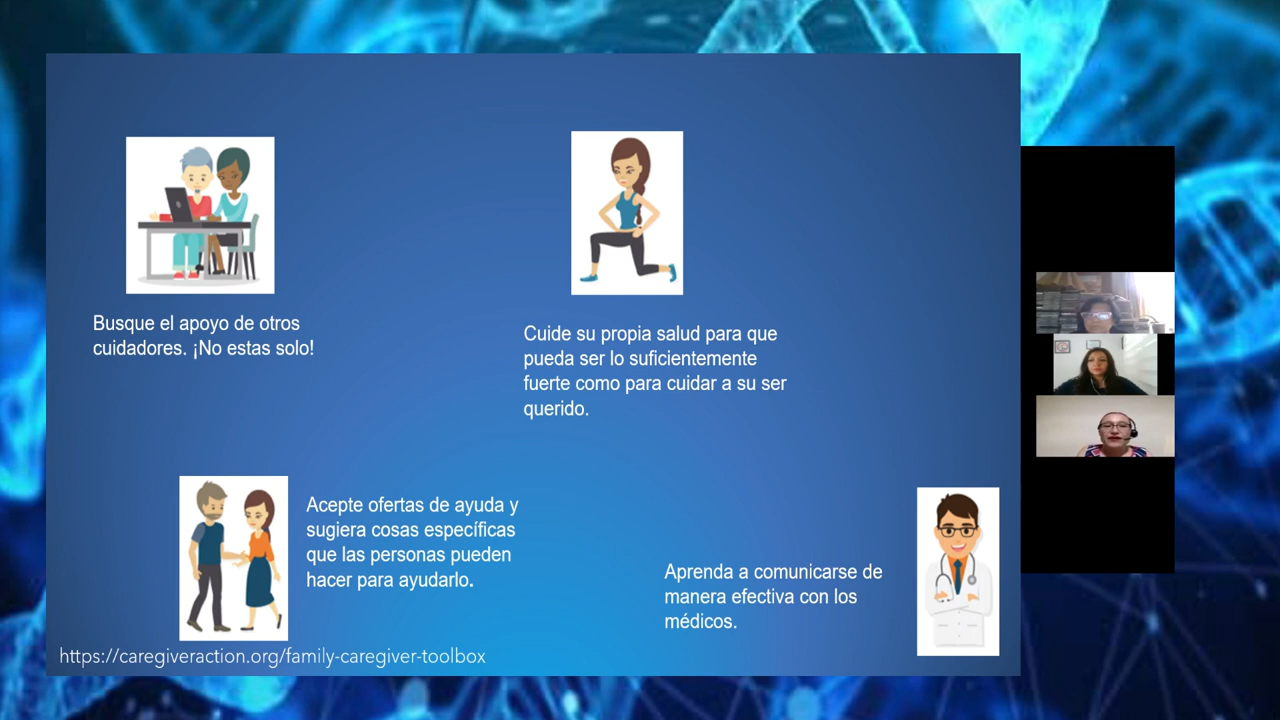 Busque el apoyo de otros
cuidadores. ¡No estas solo!
Cuide su propia salud para que
pueda ser lo suficientemente
fuerte como para cuidar a su ser
querido.
Acepte ofertas de ayuda y
sugiera cosas específicas
que las personas pueden
hacer para ayudarlo.
Aprenda a comunicarse de
manera efectiva con los
médicos.
https://caregiveraction.org/family-caregiver-toolbox